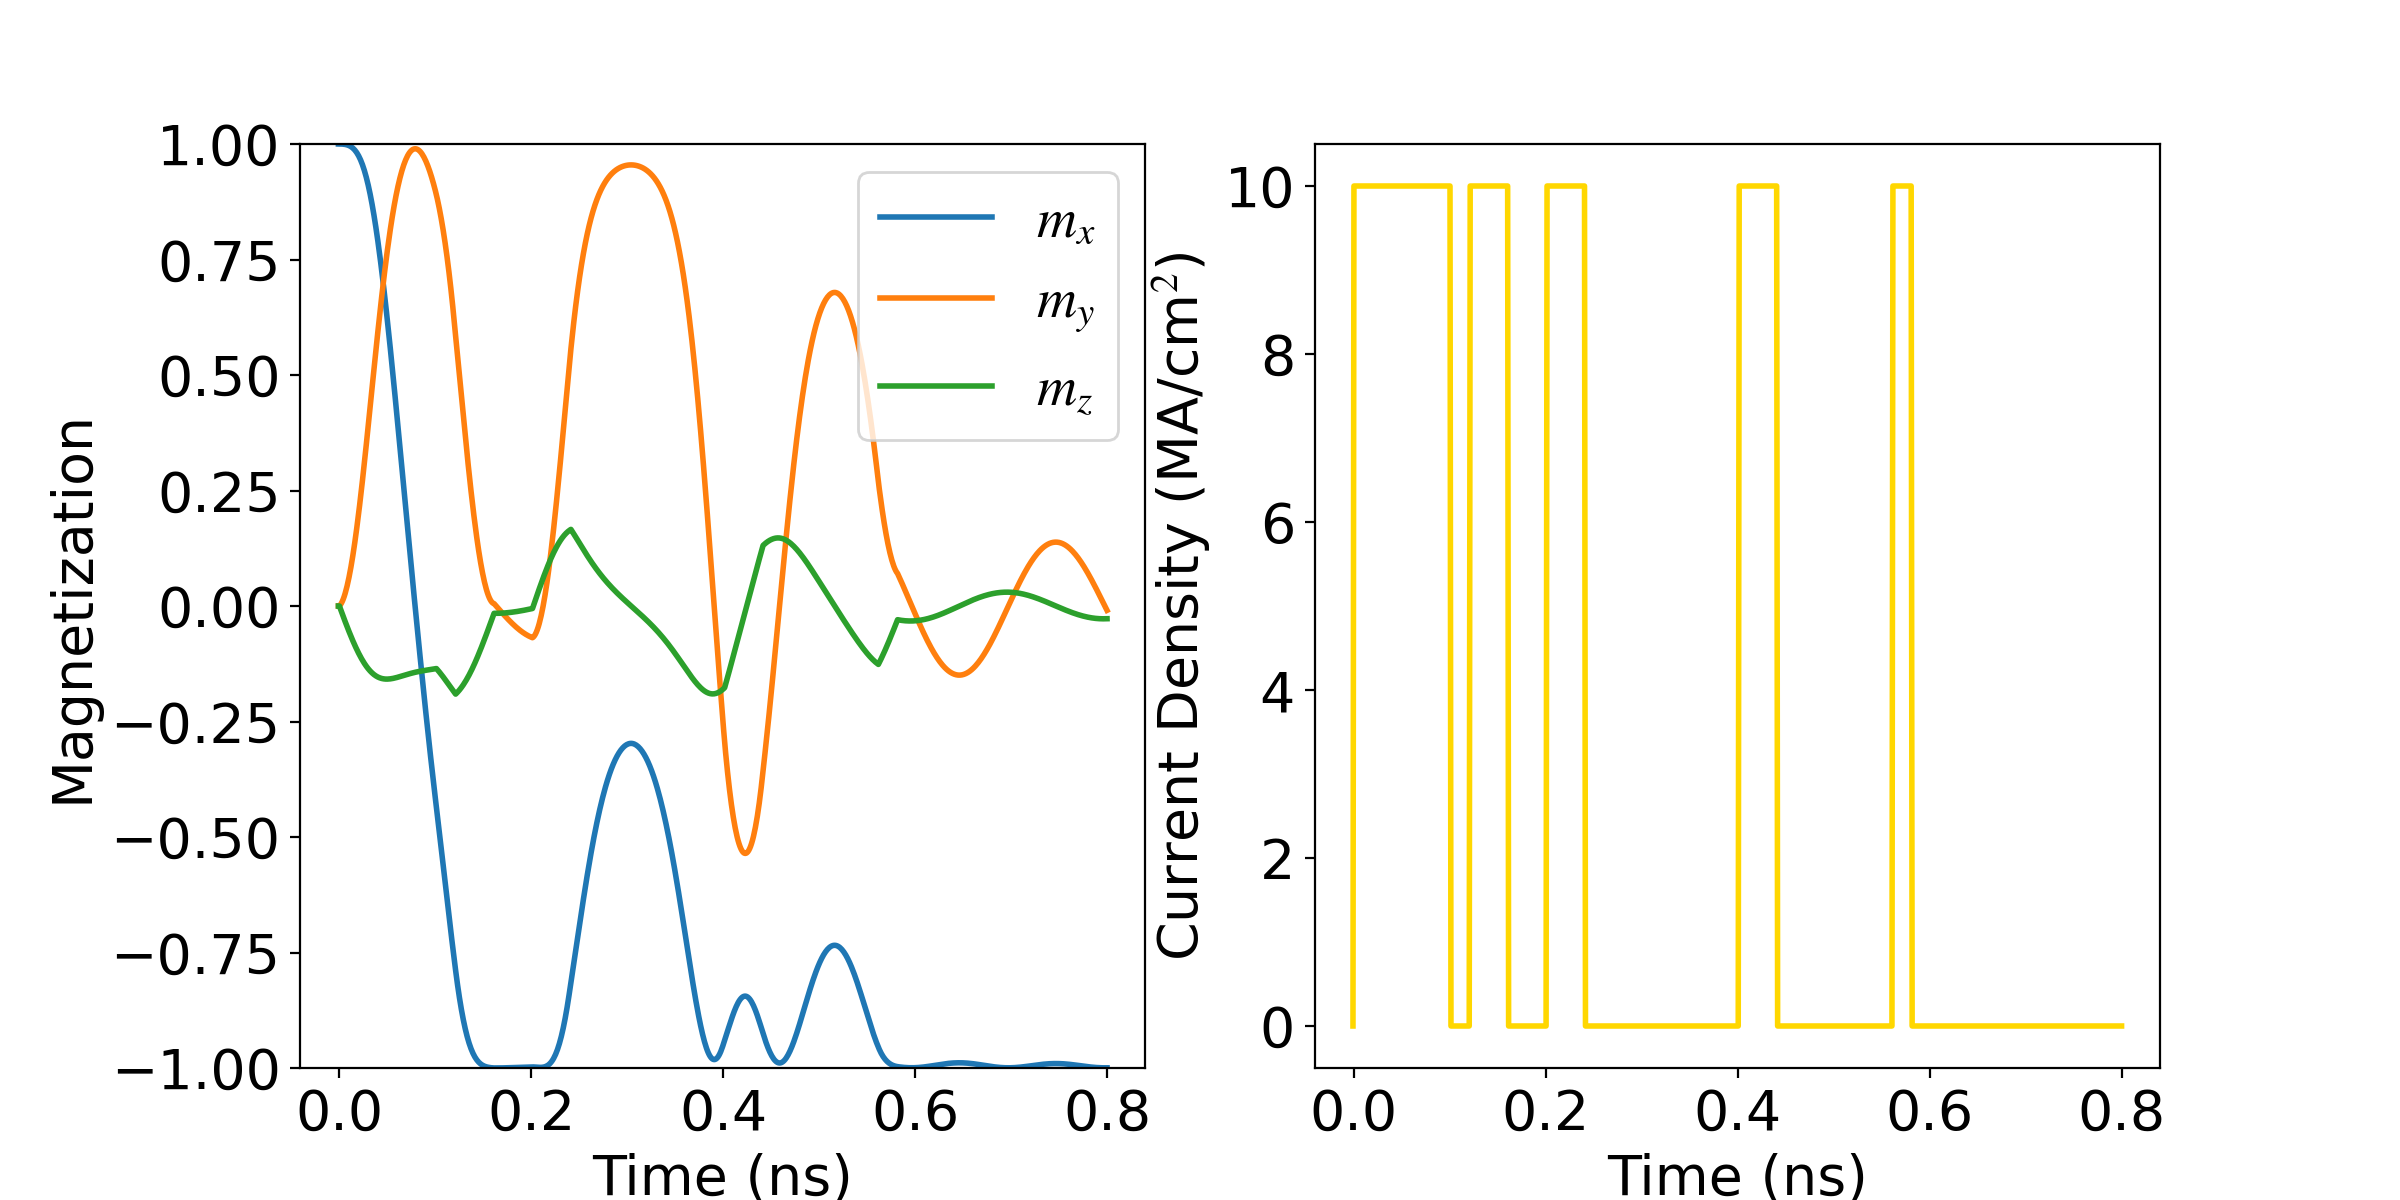 Magnetization
1.00
0.75
0.50
0.25
0.00
−0.25
−0.50
−0.75
−1.00
0.0 0.2 0.4 0.6 0.8
Time (ns)
m_x
m_y
m_z
Current Density (MA/cm²)
10
8
6
4
2
0
0.0 0.2 0.4 0.6 0.8
Time (ns)